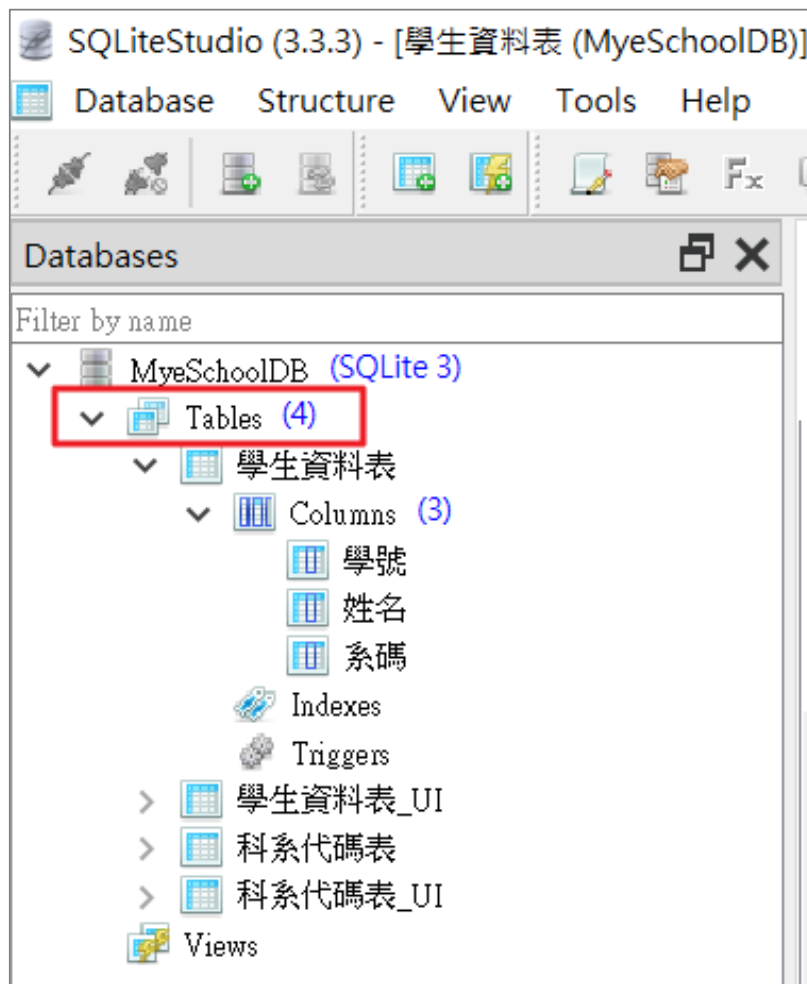 SQLiteStudio (3.3.3) - [學生資料表 (MyeSchoolDB)]
Database Structure View Tools Help
Fx
Databases
Filter by name
MyeSchoolDB (SQLite 3)
Tables (4)
學生資料表
Columns (3)
學號
姓名
系碼
Indexes
Triggers
學生資料表_UI
科系代碼表
科系代碼表_UI
Views